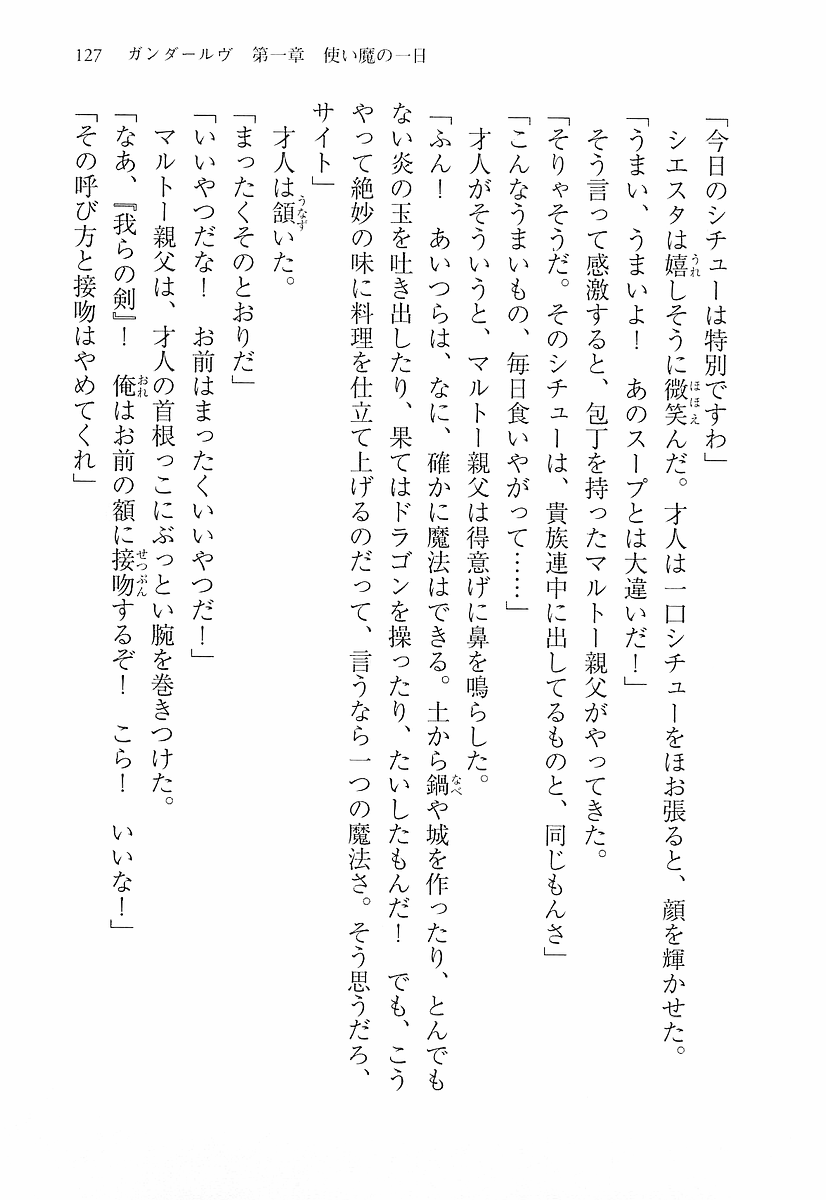 127　ガンダールヴ　第一章　使い魔の一日
「今日のシチューは特別ですわ」
　シエスタは嬉しそうに微笑んだ。才人は一口シチューをほお張ると、顔を輝かせた。
「うまい、うまいよ！　あのスープとは大違いだ！」
　そう言って感激すると、包丁を持ったマルトー親父がやってきた。
「そりゃそうだ。そのシチューは、貴族連中に出してるものと、同じもんさ」
「こんなうまいもの、毎日食いやがって……」
　才人がそういうと、マルトー親父は得意げに鼻を鳴らした。
「ふん！　あいつらは、なに、確かに魔法はできる。土から鍋や城を作ったり、とんでも
ない炎の玉を吐き出したり、果てはドラゴンを操ったり、たいしたもんだ！　でも、こう
やって絶妙の味に料理を仕立て上げるのだって、言うなら一つの魔法さ。そう思うだろ、
サイト」
　才人は頷いた。
「まったくそのとおりだ」
「いいやつだな！　お前はまったくいいやつだ！」
　マルトー親父は、才人の首根っこにぶっとい腕を巻きつけた。
「なあ、『我らの剣』！　俺はお前の額に接吻するぞ！　こら！　いいな！」
「その呼び方と接吻はやめてくれ」